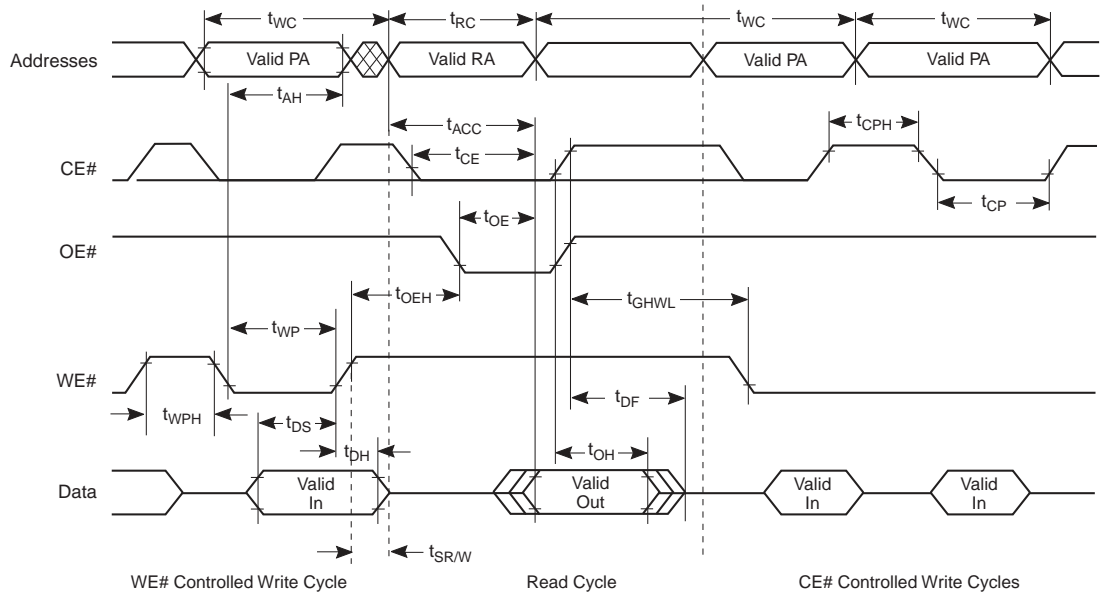 tWC tRC tWC tWC
Addresses Valid PA Valid RA Valid PA Valid PA
tAH
tACC
tCPH
tCE
CE#
tCP
tOE
OE#
tOEH
tGHWL
tWP
WE#
tDF
tWPH
tDS
tDH
tOH
Data
Valid In
Valid Out
Valid In
Valid In
tSR/W
WE# Controlled Write Cycle Read Cycle CE# Controlled Write Cycles